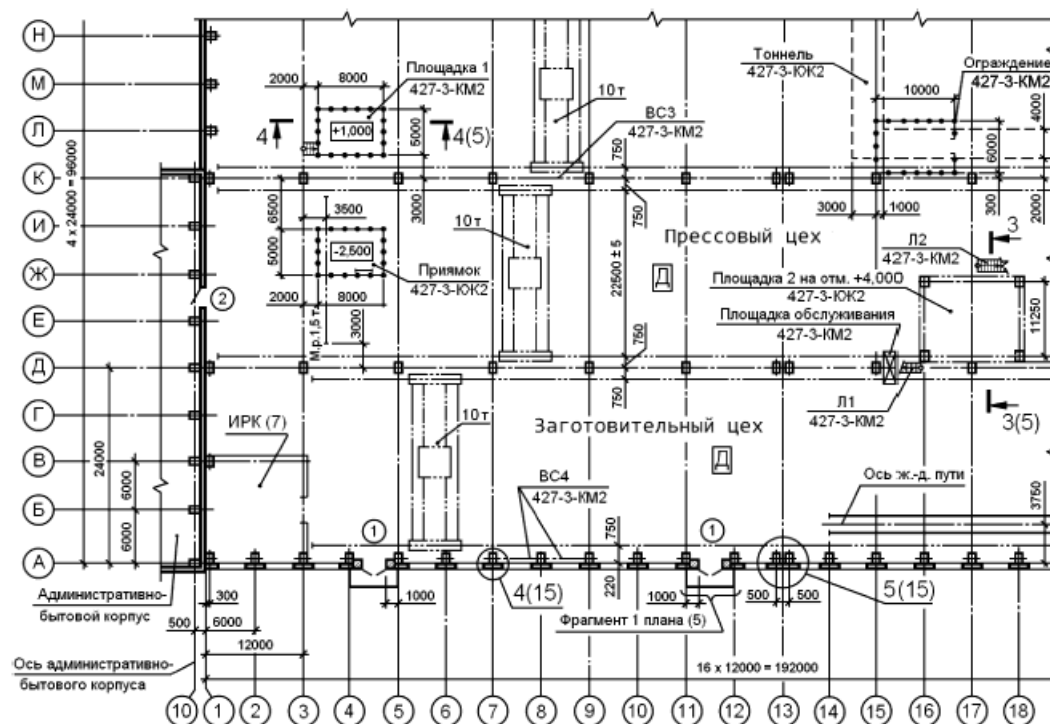 Н
М
Л
К
И
Ж
Е
Д
Г
В
Б
А
4 х 24000 = 96000
24000
6000
6000
2000
8000
Площадка 1
427-3-КМ2
+1,000
5000
4
4(5)
3000
6500
5000
3500
-2,500
Приямок
427-3-ЮК2
2000
8000
М.р.1,5 т
3000
2
10 т
ВС3
427-3-КМ2
750
750
10 т
22500 ± 5
750
750
Тоннель
427-3-ЮК2
Ограждение
427-3-КМ2
10000
4000
6000
3000
1000
300
2000
Прессовый цех
Д
3
Л2
427-3-КМ2
Площадка 2 на отм. +4,000
427-3-ЮК2
Площадка обслуживания
427-3-КМ2
11250
Л1
427-3-КМ2
3(5)
ИРК (7)
10 т
Заготовительный цех
Д
ВС4
427-3-КМ2
Ось ж.-д. пути
3750
750
220
1
1
4(15)
5(15)
Административно-
бытовой корпус
300
500
6000
12000
1000
1000
500
500
Фрагмент 1 плана (5)
Ось административно-
бытового корпуса
16 х 12000 = 192000
10
1
2
3
4
5
6
7
8
9
10
11
12
13
14
15
16
17
18